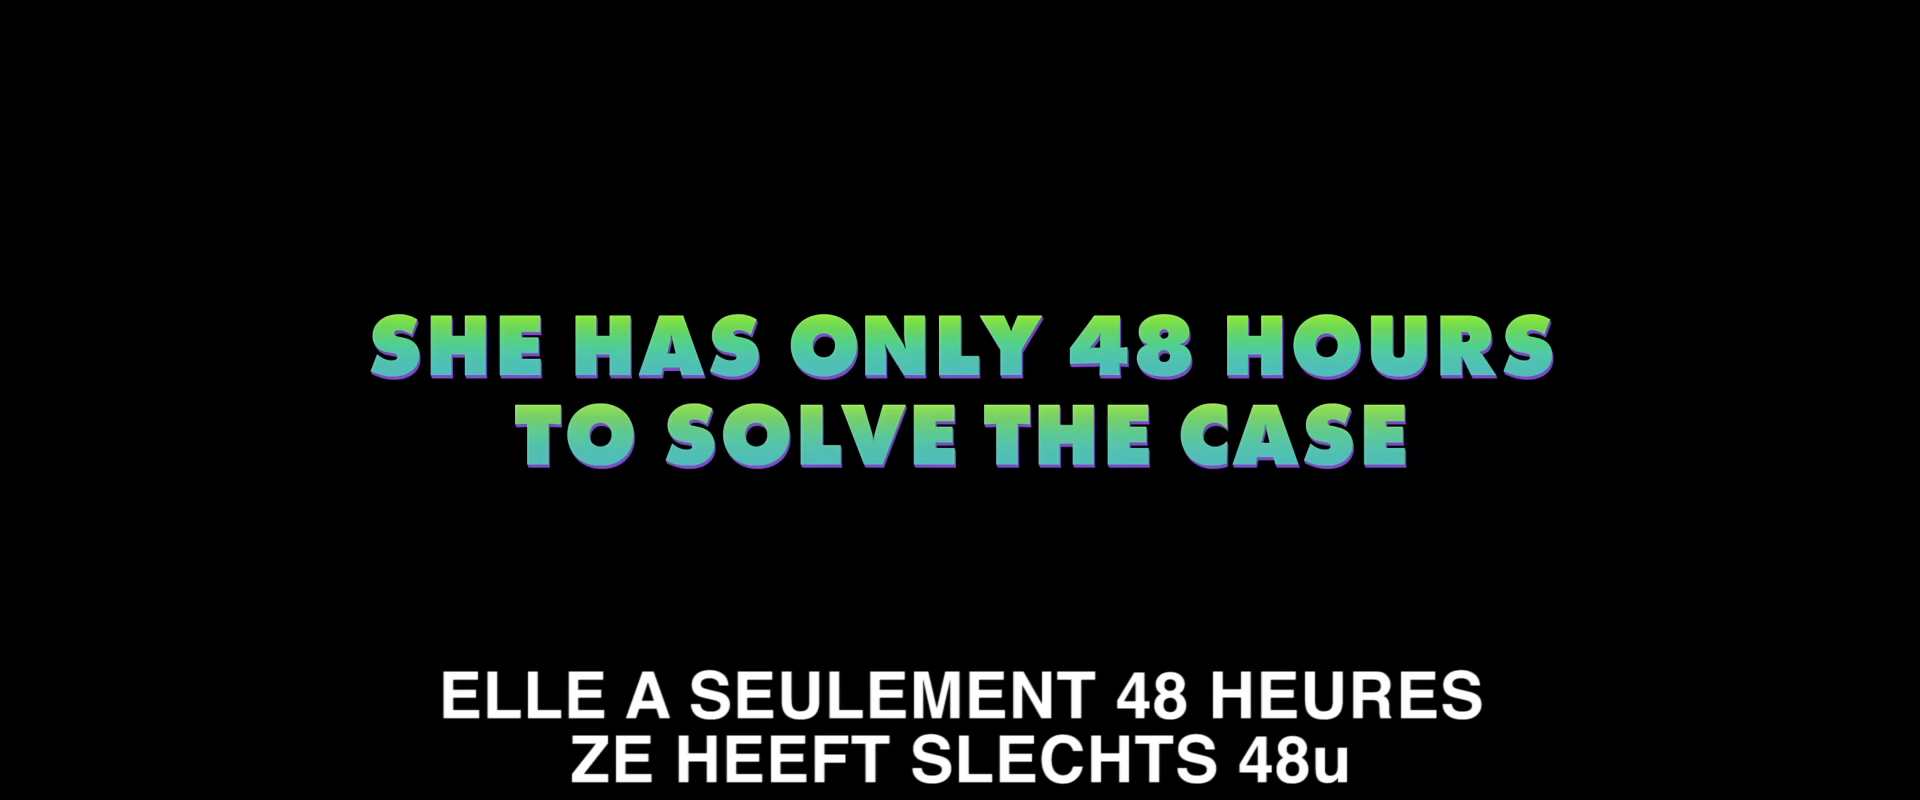 SHE HAS ONLY 48 HOURS
TO SOLVE THE CASE
ELLE A SEULEMENT 48 HEURES
ZE HEEFT SLECHTS 48u